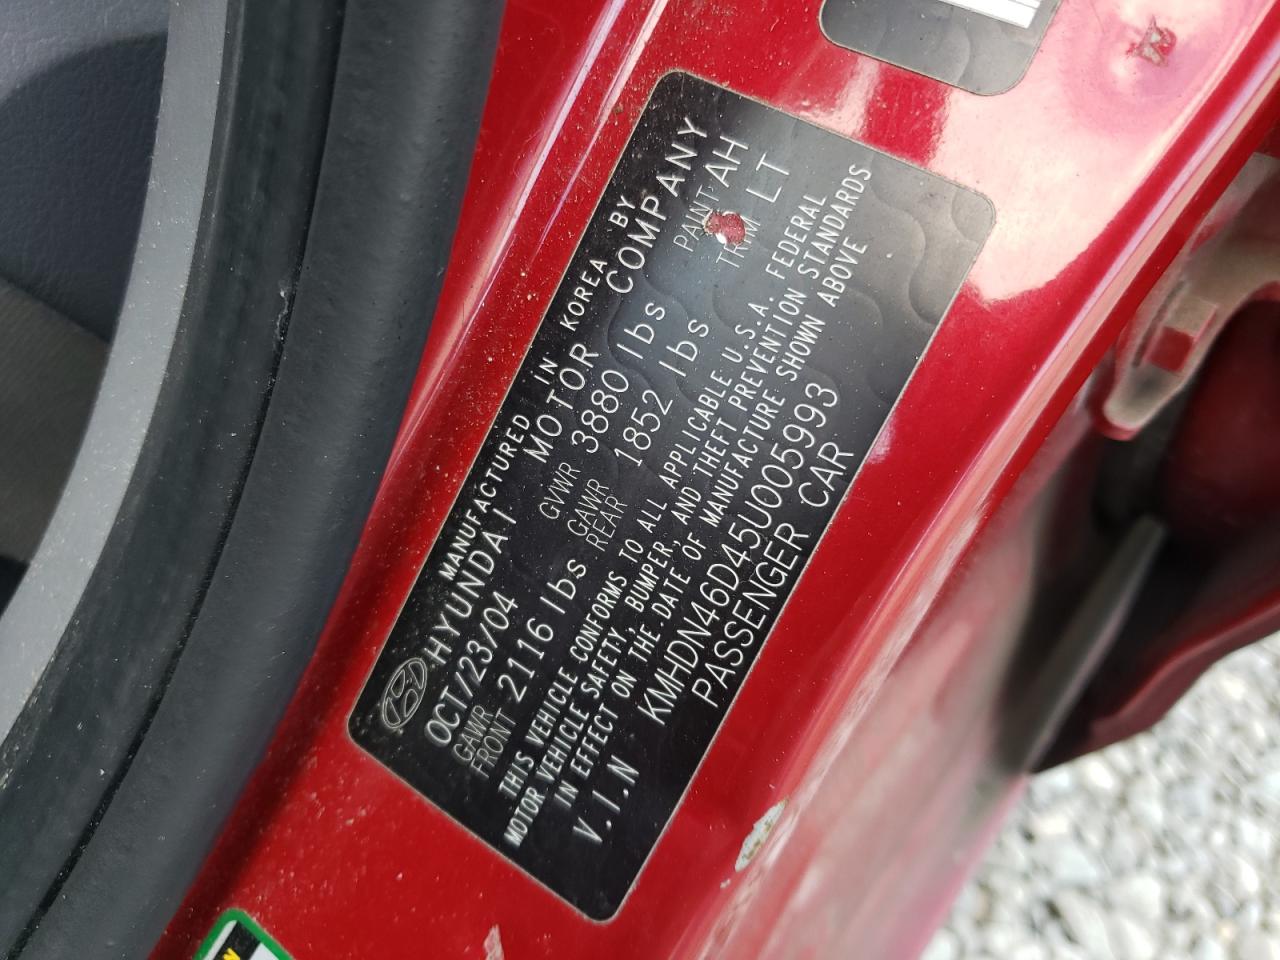 MANUFACTURED IN KOREA BY
HYUNDAI MOTOR COMPANY
OCT/23/04 GVWR 3880 lbs PAINT: AH
GAWR FRONT 2116 lbs GAWR REAR 1852 lbs TRIM LT
THIS VEHICLE CONFORMS TO ALL APPLICABLE U.S.A. FEDERAL
MOTOR VEHICLE SAFETY, BUMPER, AND THEFT PREVENTION STANDARDS
IN EFFECT ON THE DATE OF MANUFACTURE SHOWN ABOVE
V.I.N KMHDN46D45U005993
PASSENGER CAR